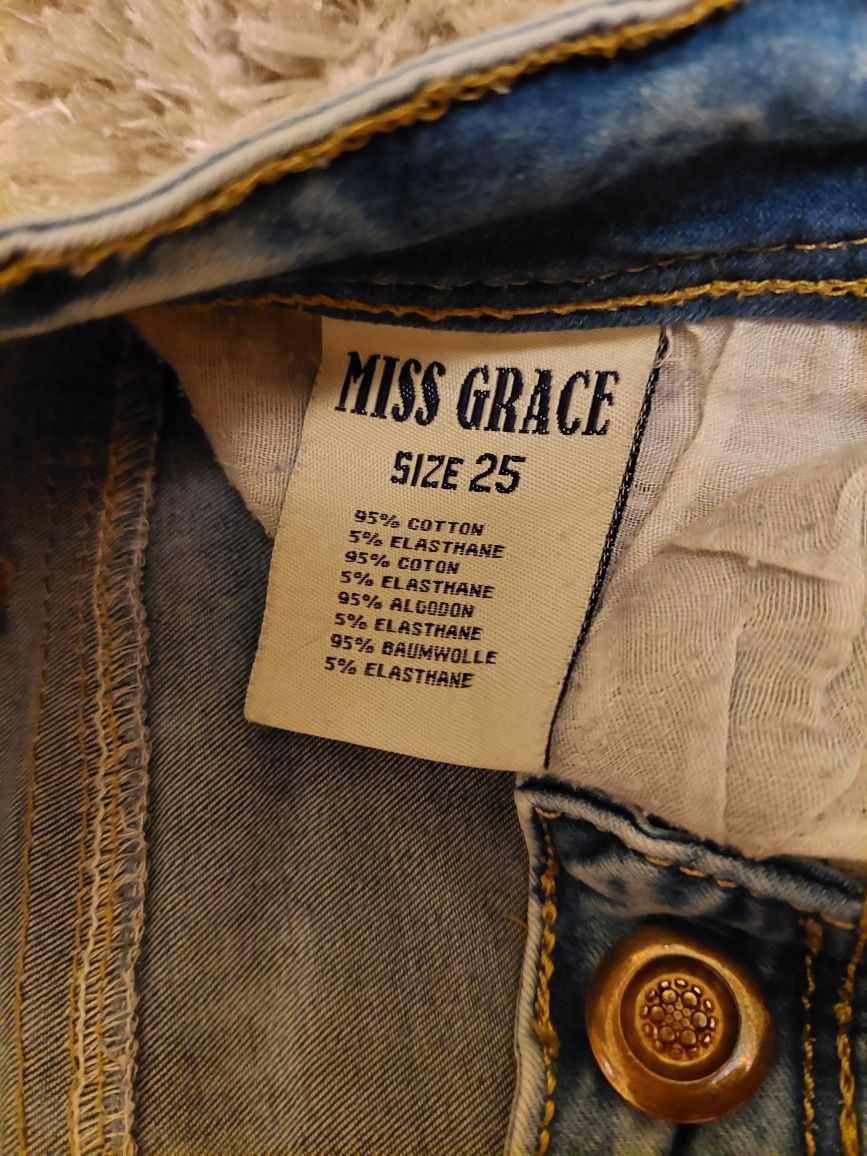 MISS GRACE
SIZE 25
95% COTTON
5% ELASTHANE
95% COTON
5% ELASTHANE
95% ALGODON
5% ELASTHANE
95% BAUMWOLLE
5% ELASTHANE